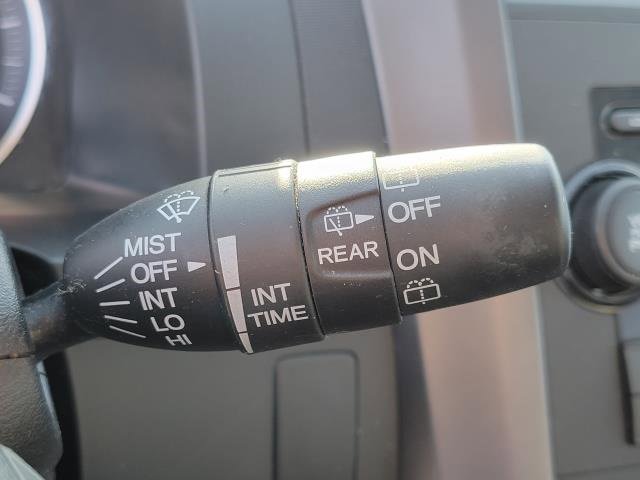 MIST
OFF
INT
LO
HI
INT
TIME
REAR
OFF
ON